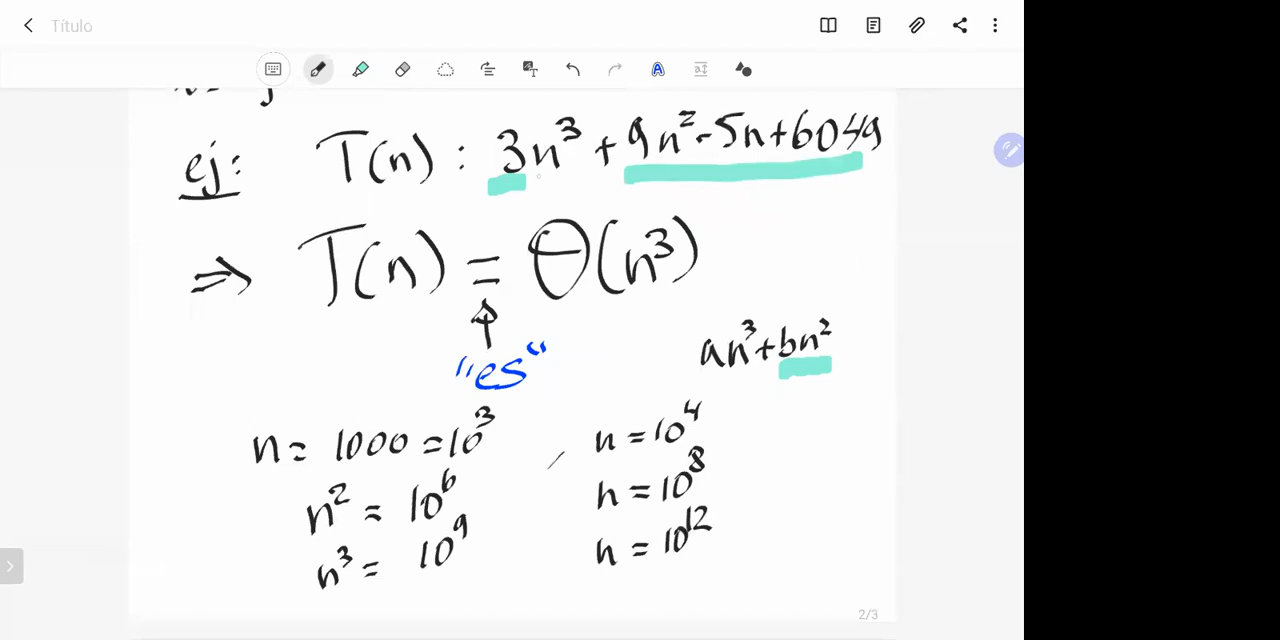 Título
ej: T(n) : 3n³ + 9n² - 5n + 6049
⇒ T(n) = Θ(n³)
↑
"es"
an³ + bn²
n = 1000 = 10³
n² = 10⁶
n³ = 10⁹
n = 10⁴
n = 10⁸
n = 10¹²
2/3